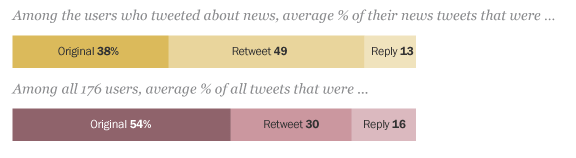 Among the users who tweeted about news, average % of their news tweets that were ...
Original 38% Retweet 49 Reply 13
Among all 176 users, average % of all tweets that were ...
Original 54% Retweet 30 Reply 16